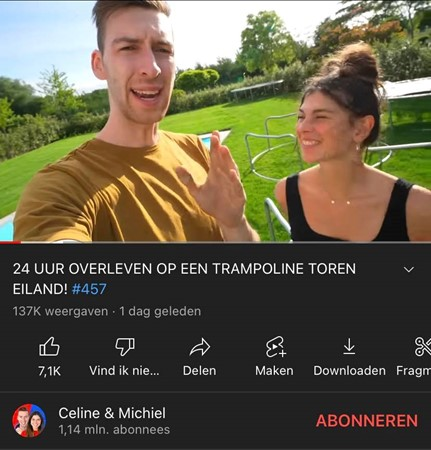 24 UUR OVERLEVEN OP EEN TRAMPOLINE TOREN
EILAND! #457
137K weergaven · 1 dag geleden
7,1K
Vind ik nie...
Delen
Maken
Downloaden
Fragm
Celine & Michiel
1,14 mln. abonnees
ABONNEREN